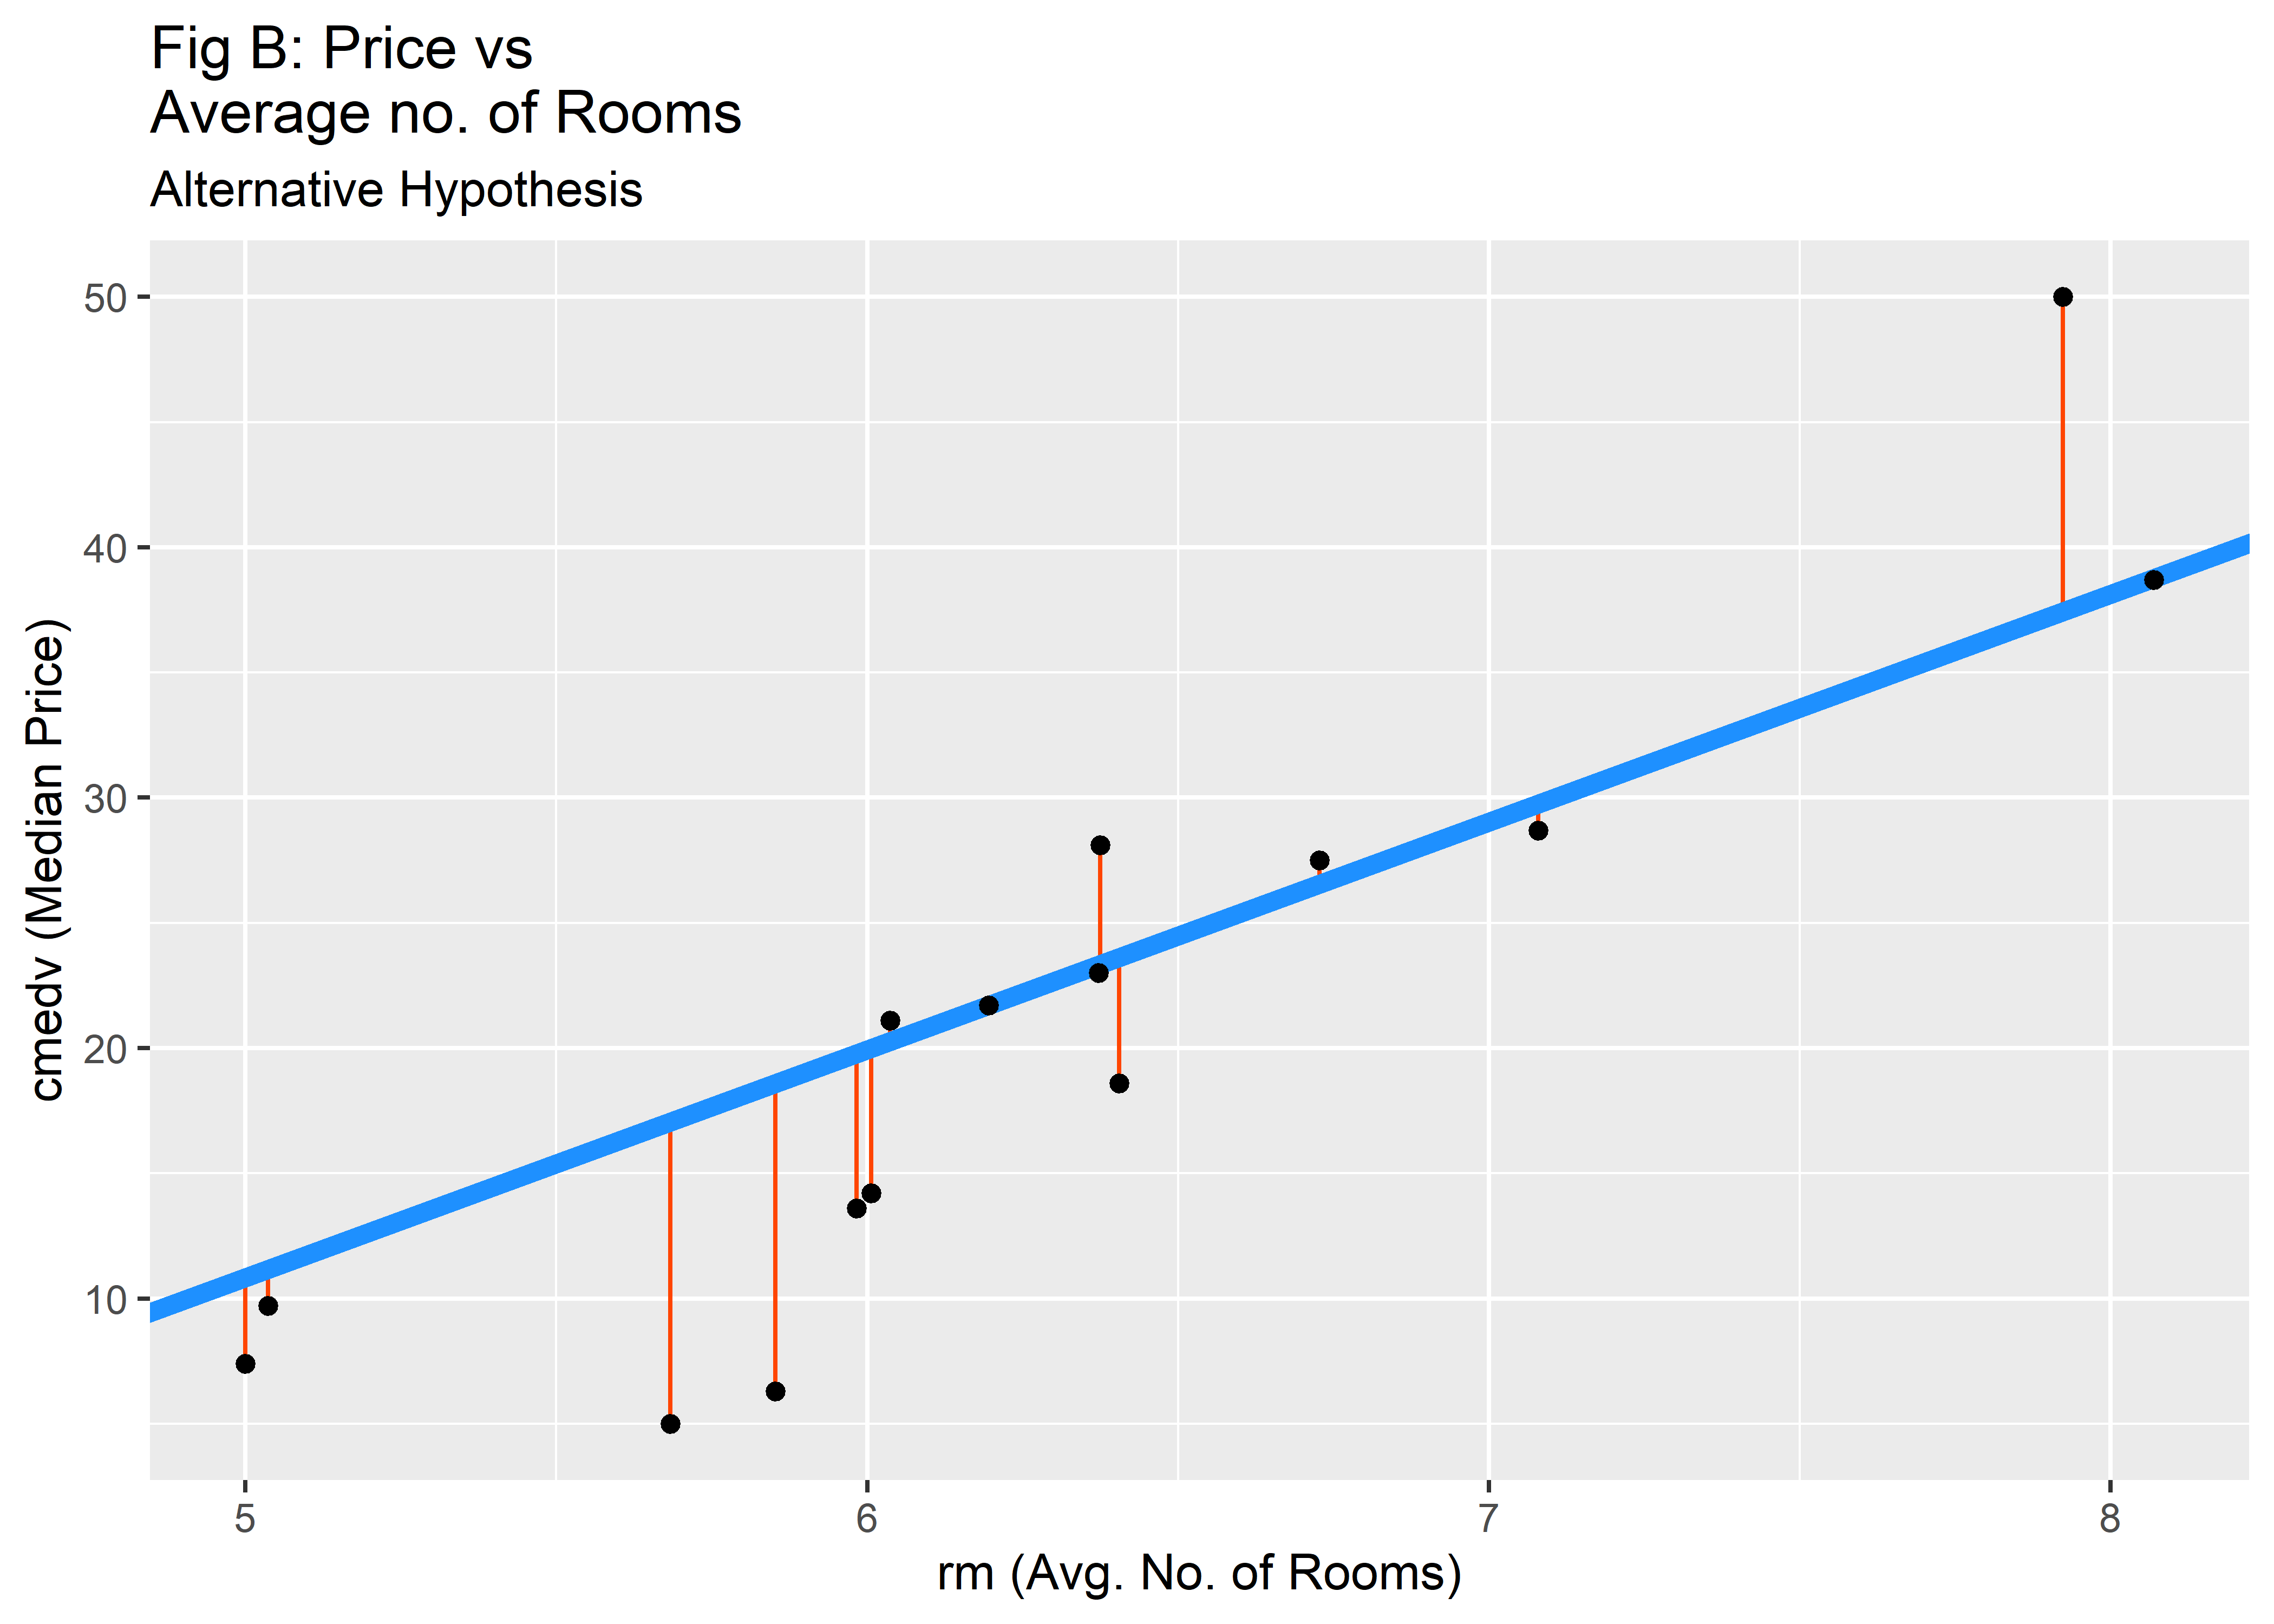 Fig B: Price vs
Average no. of Rooms
Alternative Hypothesis
cmedv (Median Price)
50
40
30
20
10
5
6
7
8
rm (Avg. No. of Rooms)